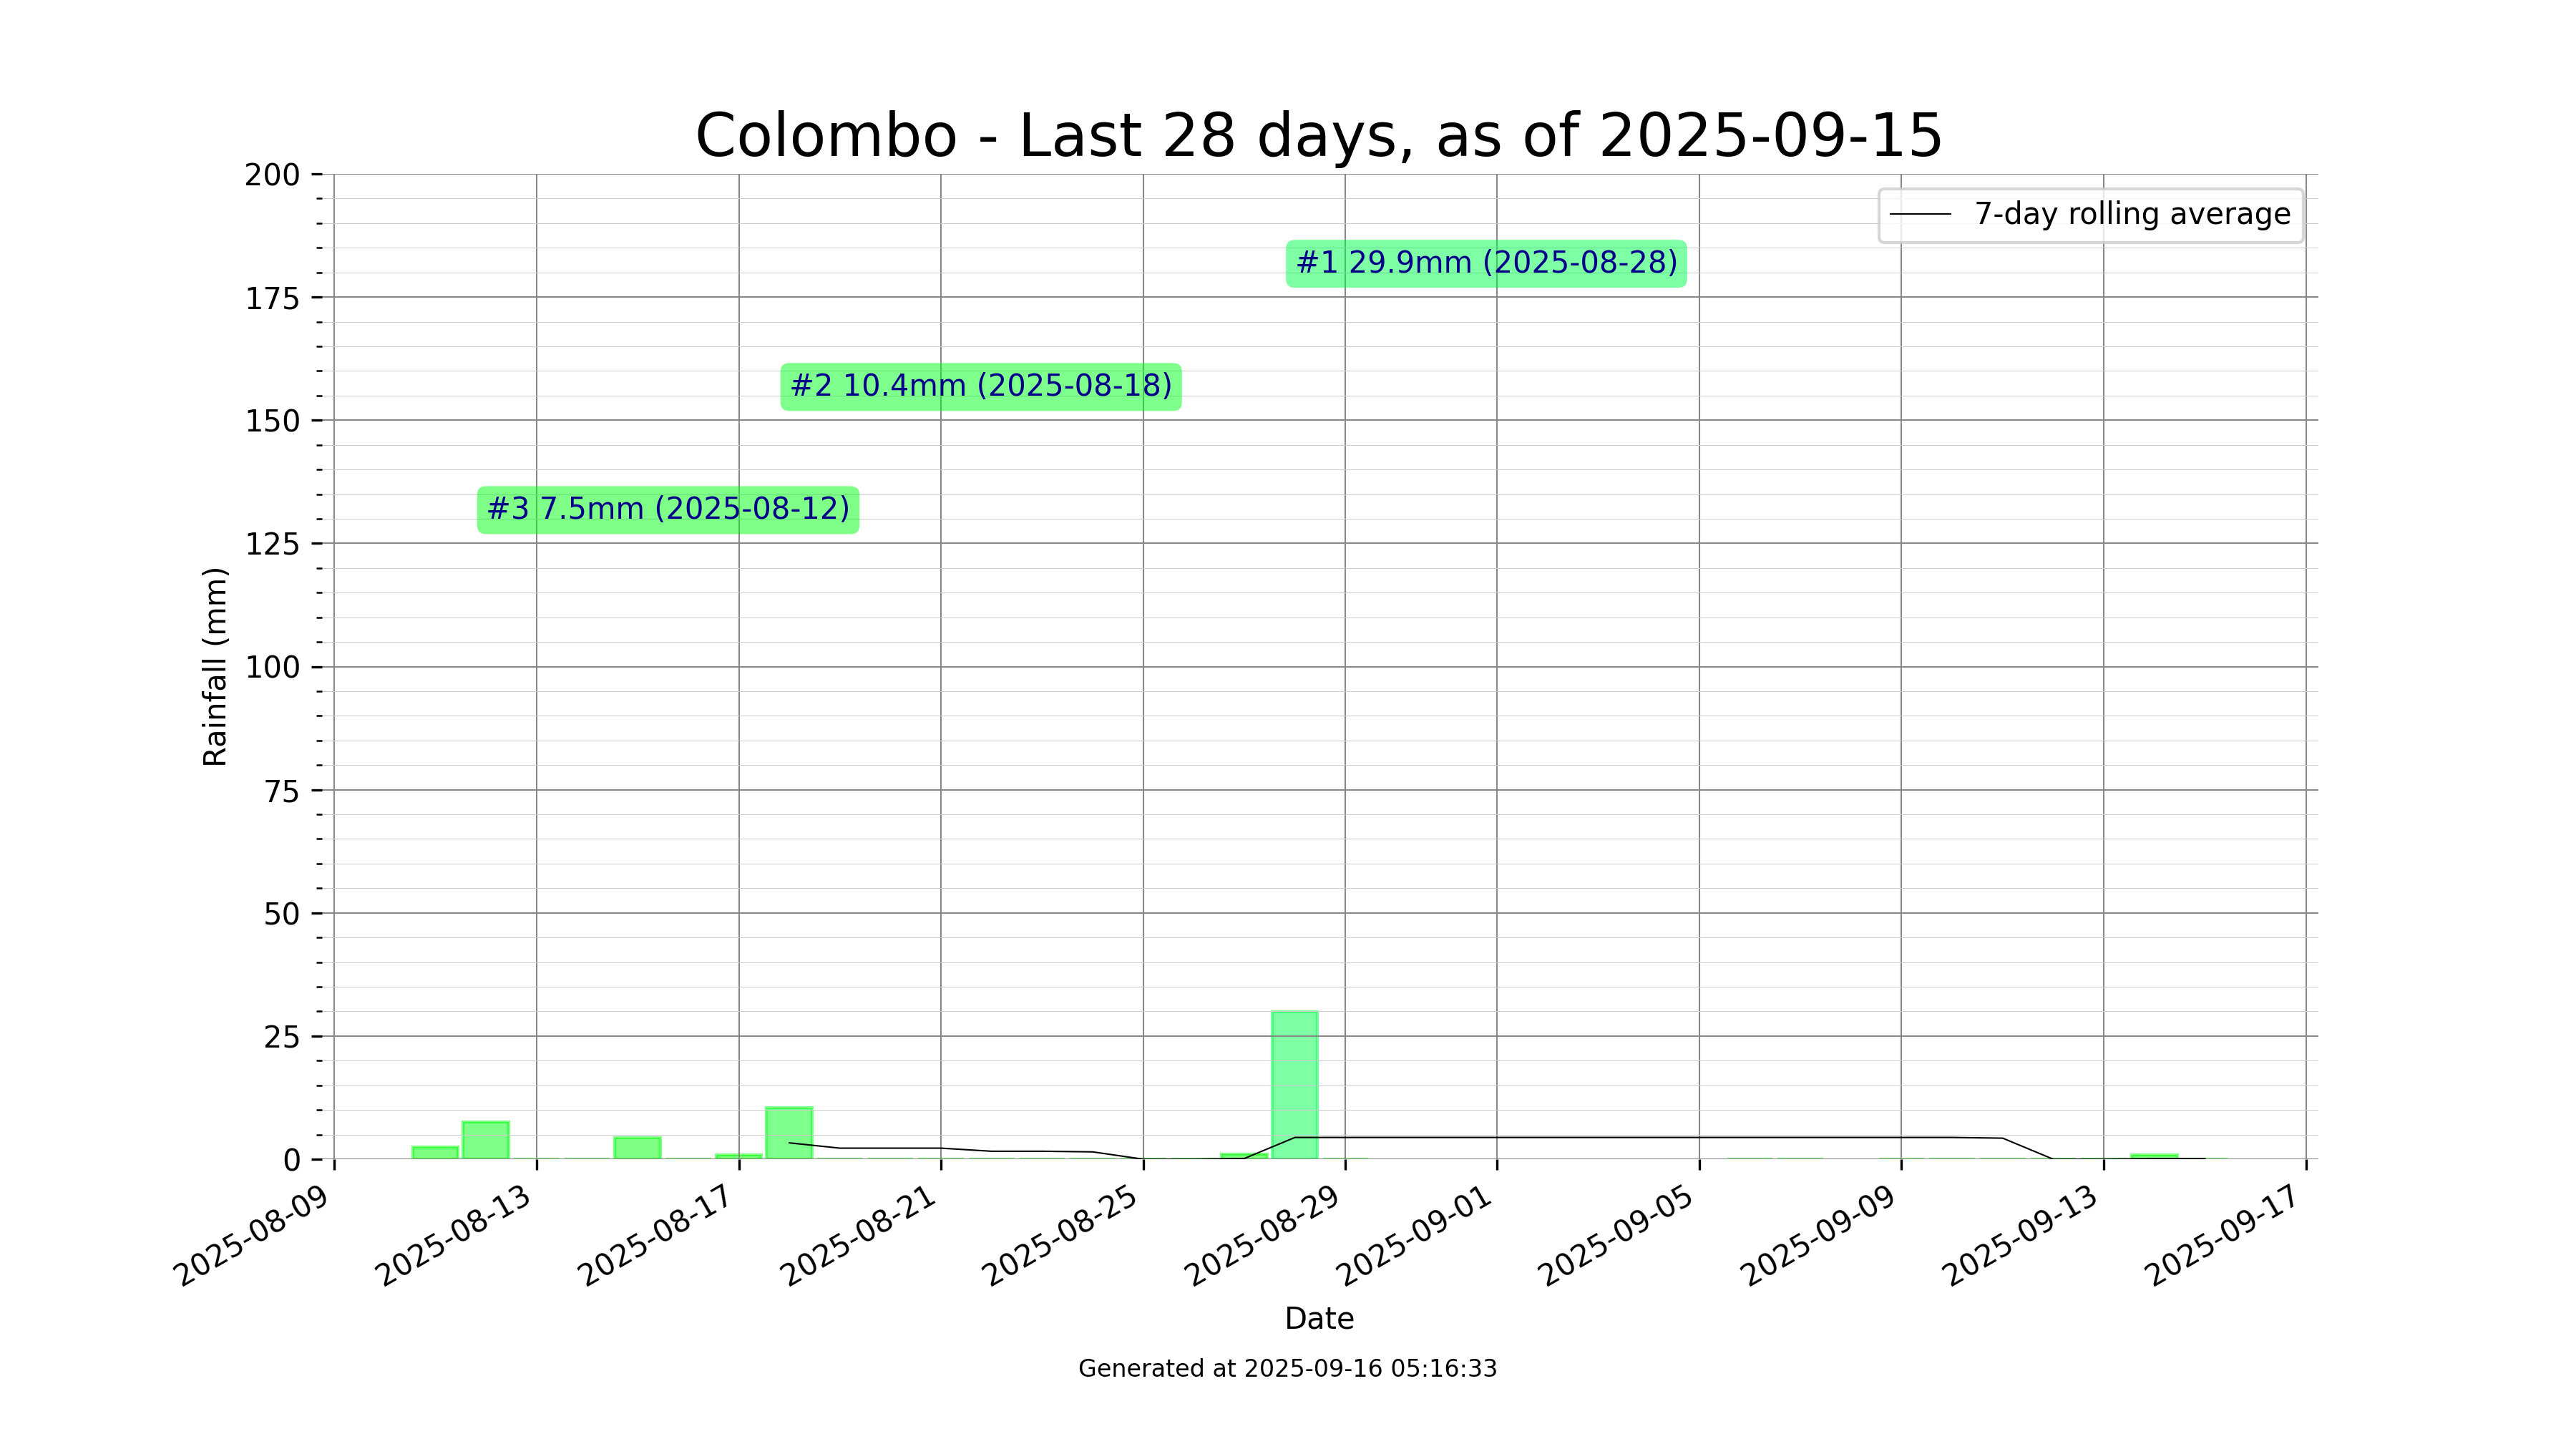 Colombo - Last 28 days, as of 2025-09-15
200
175
150
125
100
75
50
25
0
Rainfall (mm)
7-day rolling average
#1 29.9mm (2025-08-28)
#2 10.4mm (2025-08-18)
#3 7.5mm (2025-08-12)
2025-08-09
2025-08-13
2025-08-17
2025-08-21
2025-08-25
2025-08-29
2025-09-01
2025-09-05
2025-09-09
2025-09-13
2025-09-17
Date
Generated at 2025-09-16 05:16:33